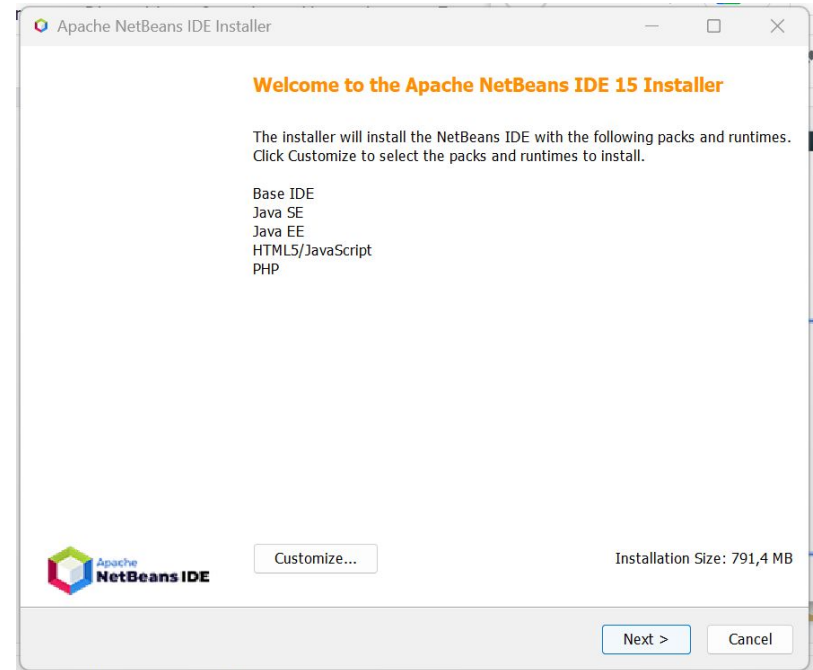 Apache NetBeans IDE Installer
Welcome to the Apache NetBeans IDE 15 Installer
The installer will install the NetBeans IDE with the following packs and runtimes.
Click Customize to select the packs and runtimes to install.
Base IDE
Java SE
Java EE
HTML5/JavaScript
PHP
Apache
NetBeans IDE
Customize...
Installation Size: 791,4 MB
Next >
Cancel